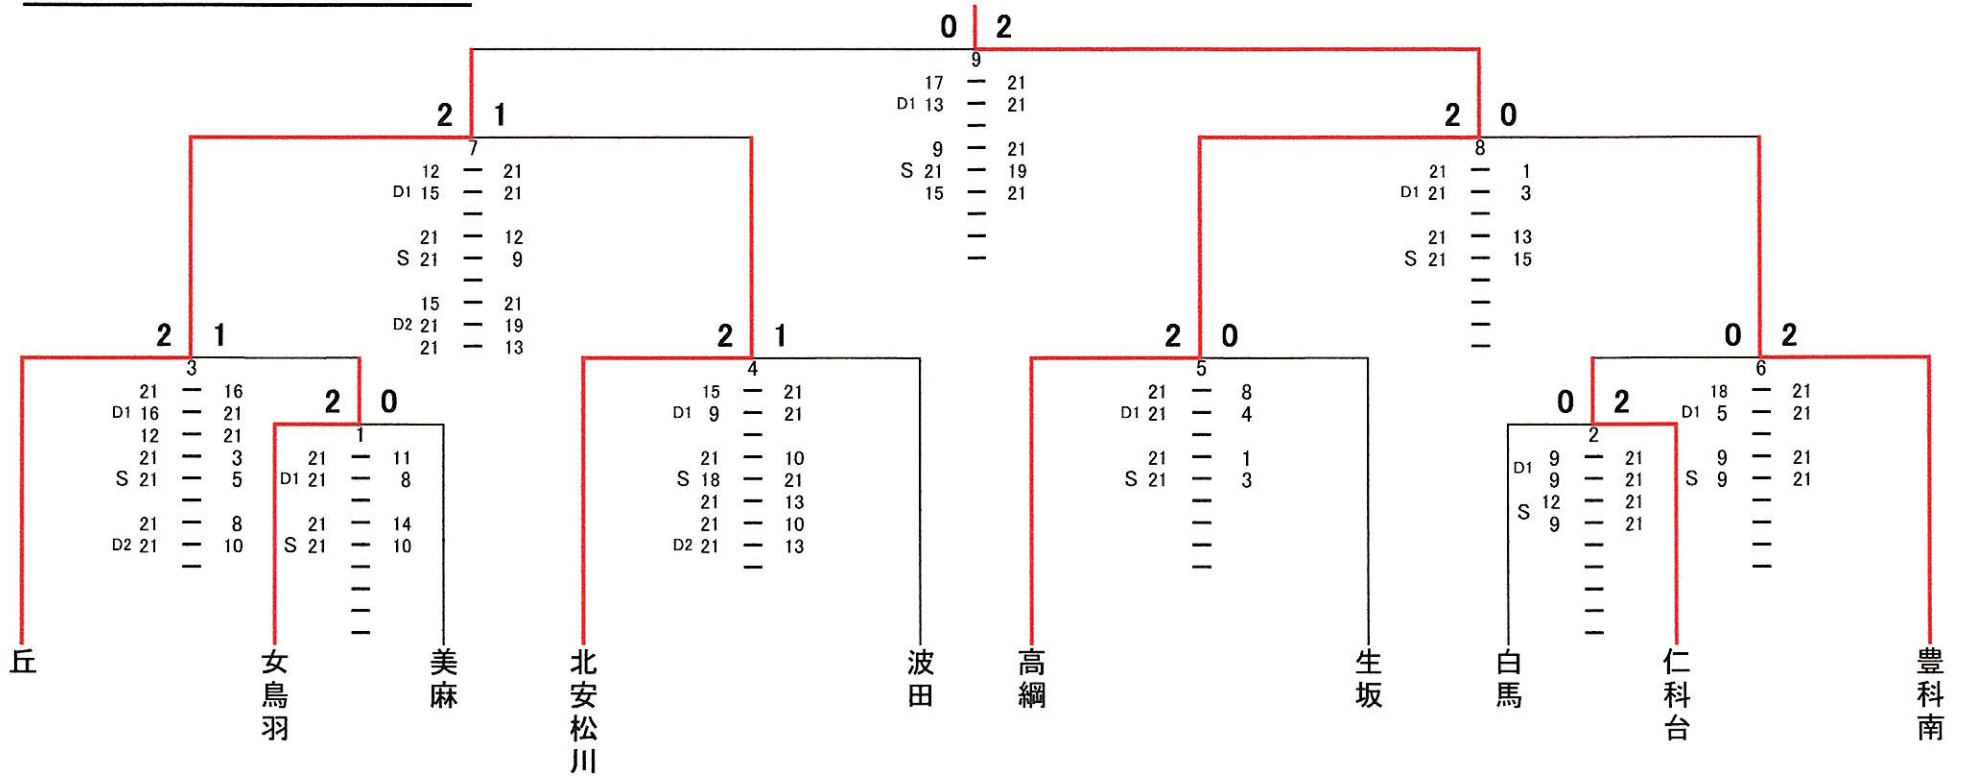 0 2
9
17 — 21
D1 13 — 21
—
9 — 21
S 21 — 19
15 — 21
—
—
—
2 1
7
12 — 21
D1 15 — 21
—
21 — 12
S 21 — 9
—
15 — 21
D2 21 — 19
21 — 13
2 0
8
21 — 1
D1 21 — 3
—
21 — 13
S 21 — 15
—
—
—
—
2 1
3
21 — 16
D1 16 — 21
12 — 21
21 — 3
S 21 — 5
—
21 — 8
D2 21 — 10
—
2 0
1
21 — 11
D1 21 — 8
—
21 — 14
S 21 — 10
—
—
—
—
2 1
4
15 — 21
D1 9 — 21
—
21 — 10
S 18 — 21
21 — 13
21 — 10
D2 21 — 13
—
2 0
5
21 — 8
D1 21 — 4
—
21 — 1
S 21 — 3
—
—
—
—
0 2
2
D1
9 — 21
9 — 21
S
12 — 21
9 — 21
—
—
—
—
—
0 2
6
18 — 21
D1 5 — 21
—
9 — 21
S 9 — 21
—
—
—
—
丘
女鳥羽
美麻
北安松川
波田
高綱
生坂
白馬
仁科台
豊科南